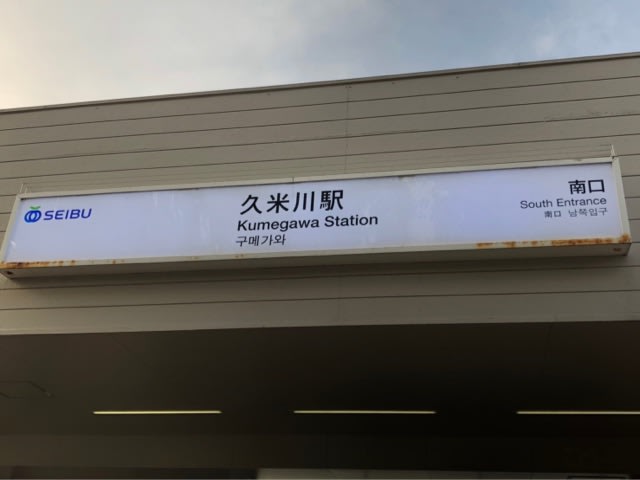 SEIBU
久米川駅
Kumegawa Station
구메가와
南口
South Entrance
南口 남쪽입구